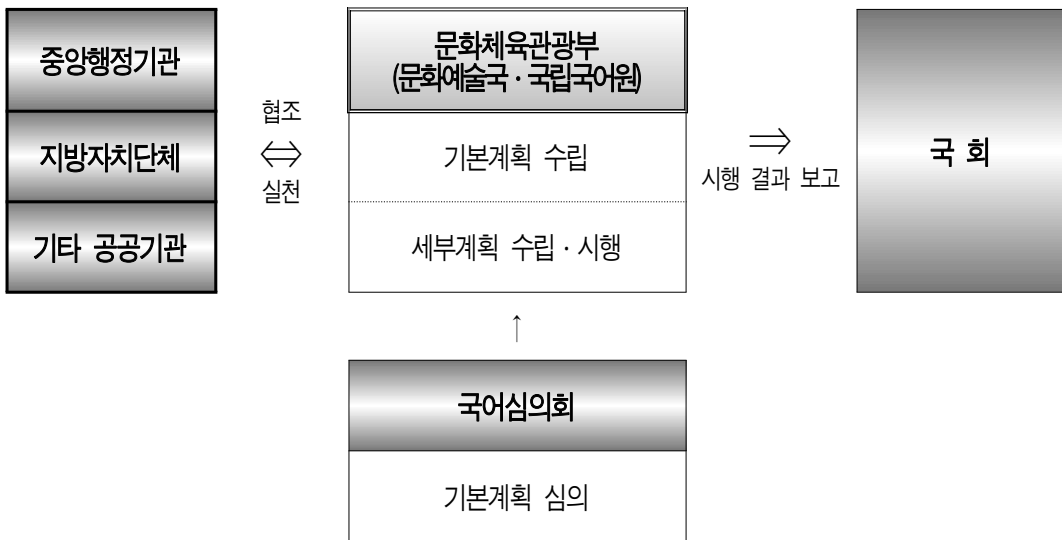 중앙행정기관
지방자치단체
기타 공공기관
협조
⇔
실천
문화체육관광부
(문화예술국 · 국립국어원)
기본계획 수립
세부계획 수립 · 시행
⇒
시행 결과 보고
국 회
↑
국어심의회
기본계획 심의